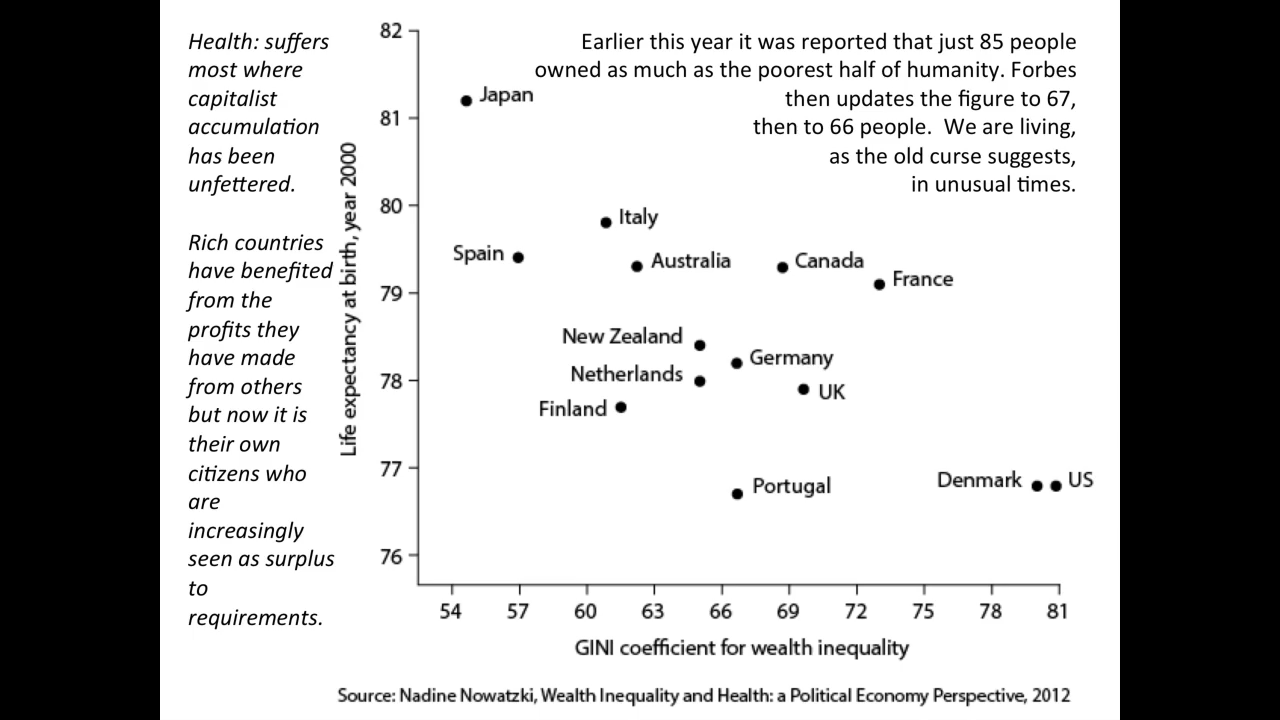 Health: suffers
most where
capitalist
accumulation
has been
unfettered.
Rich countries
have benefited
from the
profits they
have made
from others
but now it is
their own
citizens who
are
increasingly
seen as surplus
to
requirements.
Earlier this year it was reported that just 85 people
owned as much as the poorest half of humanity. Forbes
then updates the figure to 67,
then to 66 people.  We are living,
as the old curse suggests,
in unusual times.
Life expectancy at birth, year 2000
82
81
80
79
78
77
76
Japan
Italy
Spain
Australia
Canada
France
New Zealand
Germany
Netherlands
UK
Finland
Portugal
Denmark
US
54 57 60 63 66 69 72 75 78 81
GINI coefficient for wealth inequality
Source: Nadine Nowatzki, Wealth Inequality and Health: a Political Economy Perspective, 2012